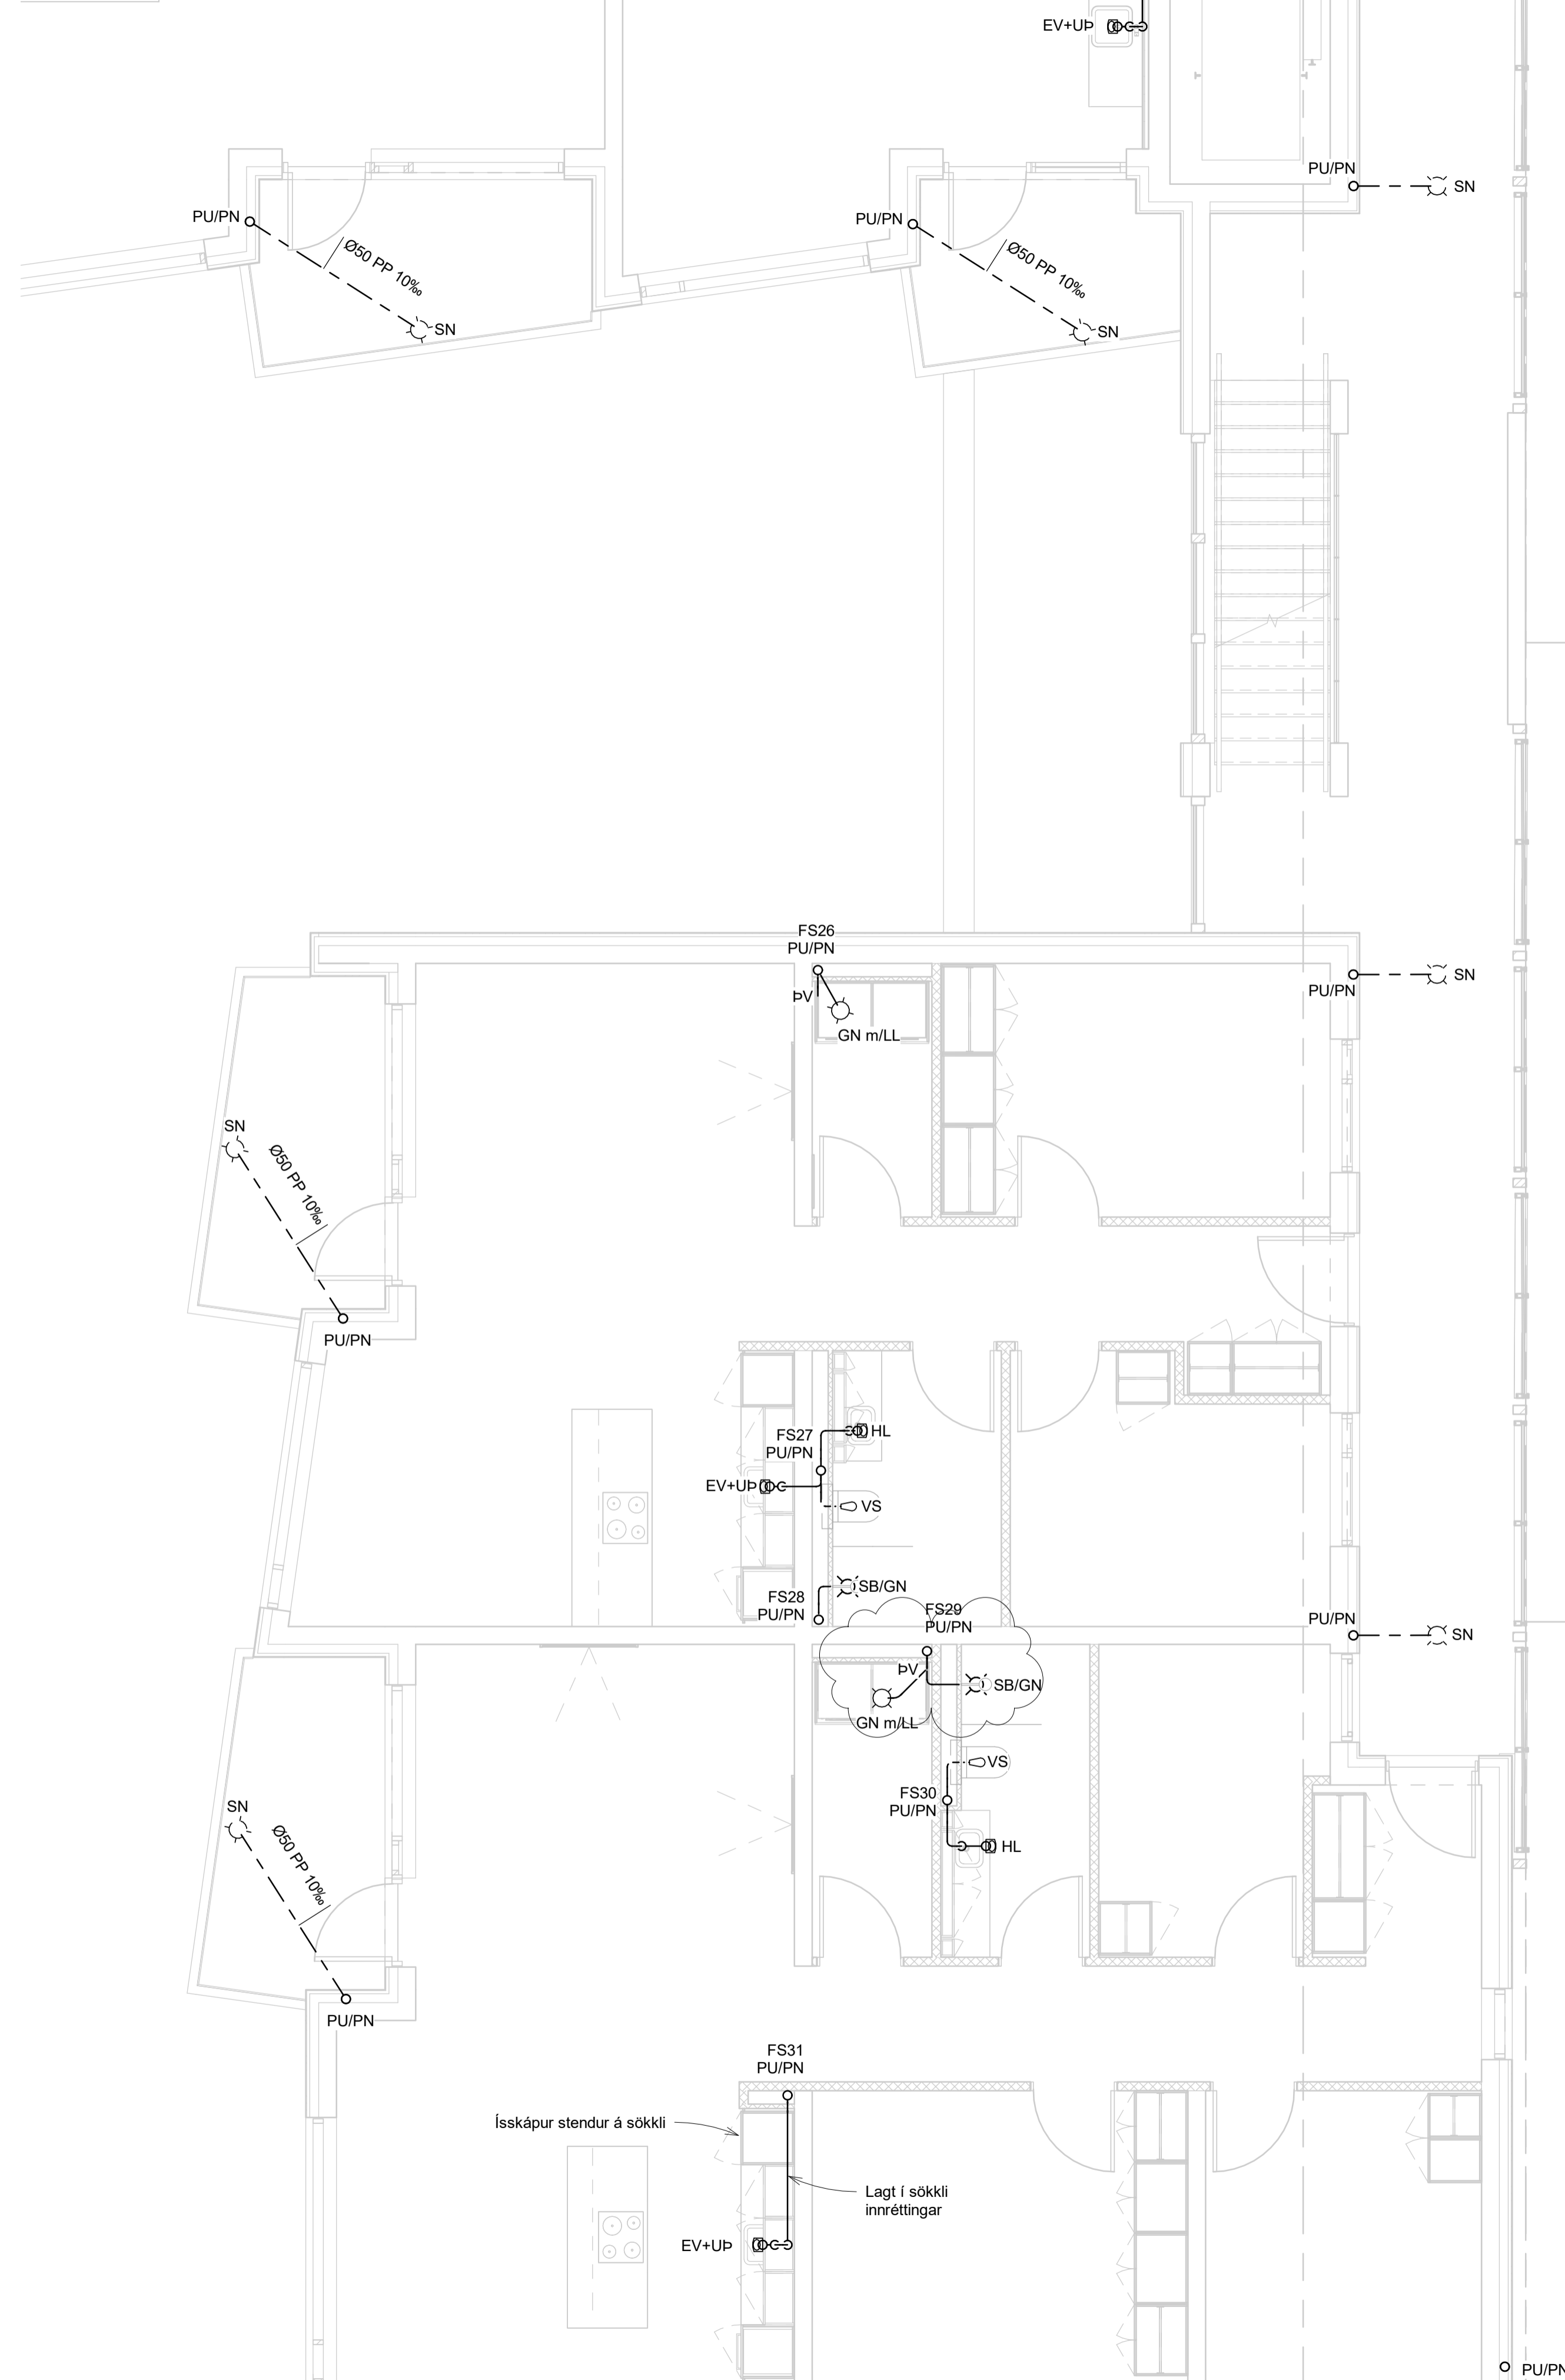 EV+UÞ
PU/PN
SN
PU/PN
Ø50 PP 10‰
SN
PU/PN
Ø50 PP 10‰
SN
FS26
PU/PN
ÞV
GN m/LL
PU/PN
SN
SN
Ø50 PP 10‰
PU/PN
FS27
PU/PN
HL
EV+UÞ
VS
FS28
PU/PN
SB/GN
FS29
PU/PN
PU/PN
SN
ÞV
SB/GN
GN m/LL
VS
FS30
PU/PN
HL
SN
Ø50 PP 10‰
PU/PN
FS31
PU/PN
Ísskápur stendur á sökkli
Lagt í sökkli
innréttingar
EV+UÞ
PU/PN